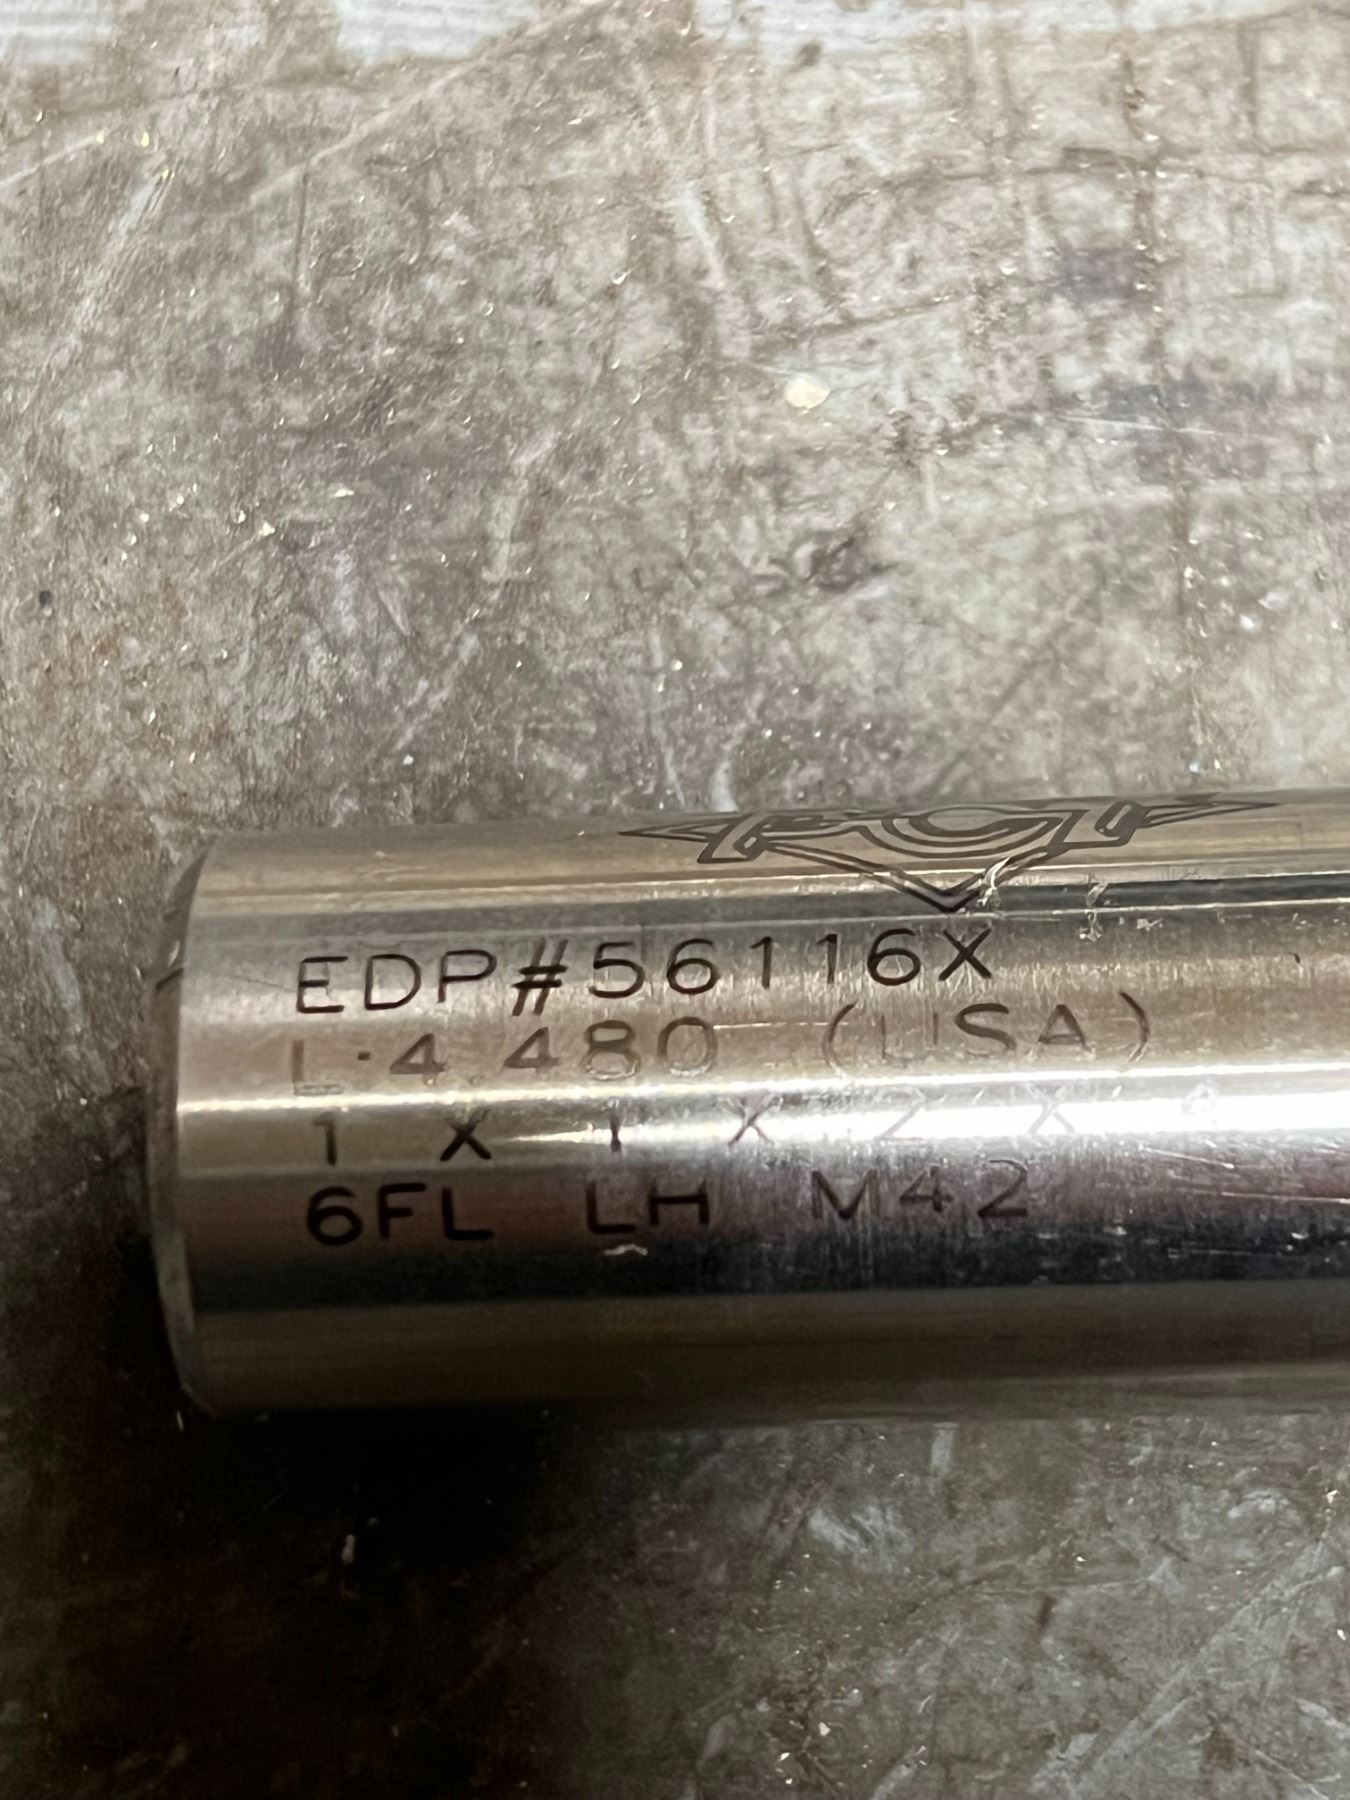 EDP#56116X
L·4.480 (USA)
1 X 1 X 2 X
6FL LH M42